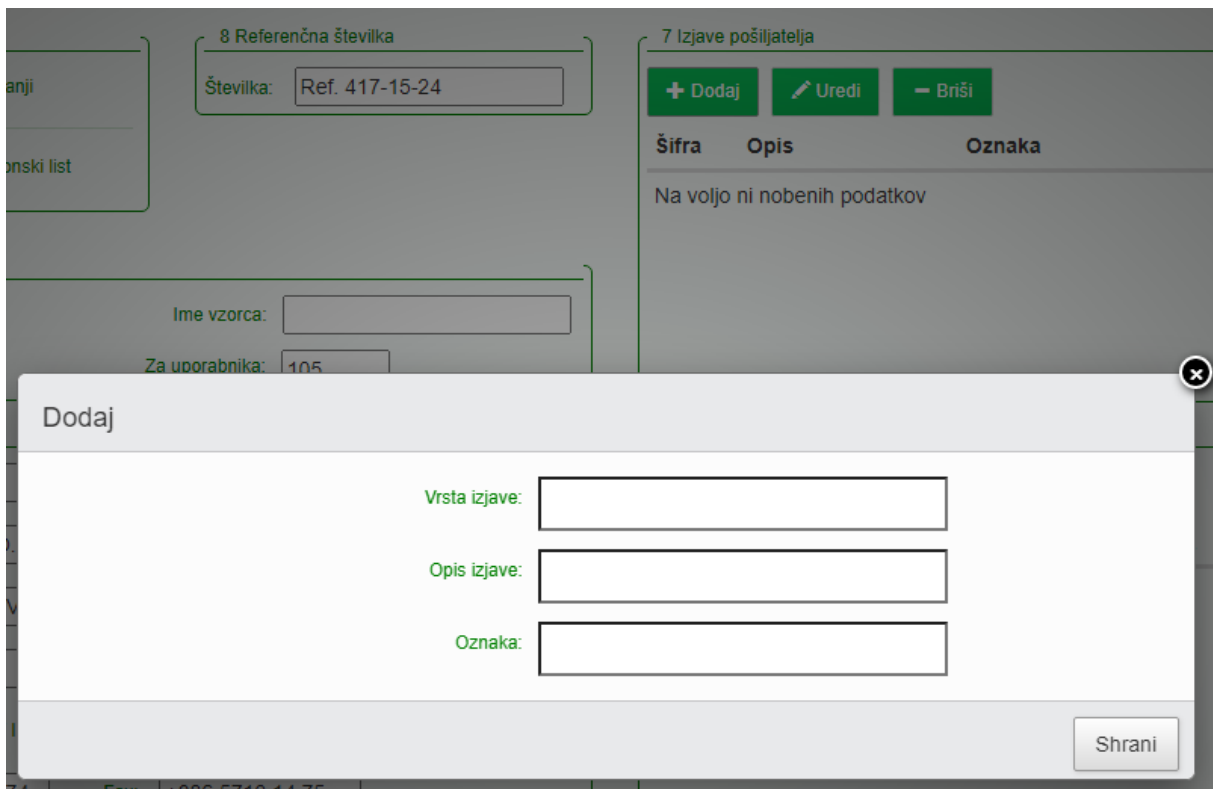 8 Referenčna številka
7 Izjave pošiljatelja
anji
Številka: Ref. 417-15-24
Dodaj Uredi Briši
Šifra Opis Oznaka
onski list
Na voljo ni nobenih podatkov
Ime vzorca:
Za uporabnika: 105
Dodaj
Vrsta izjave:
Opis izjave:
Oznaka:
Shrani